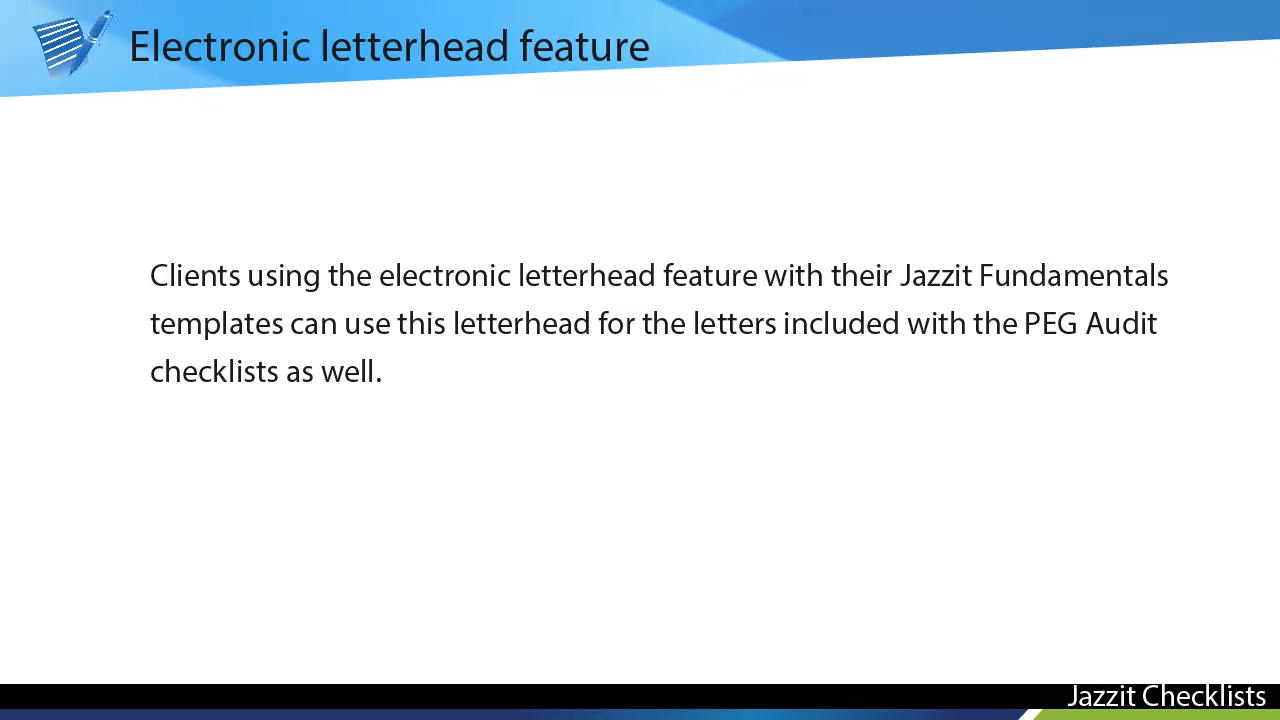 Electronic letterhead feature
Clients using the electronic letterhead feature with their Jazzit Fundamentals
templates can use this letterhead for the letters included with the PEG Audit
checklists as well.
Jazzit Checklists